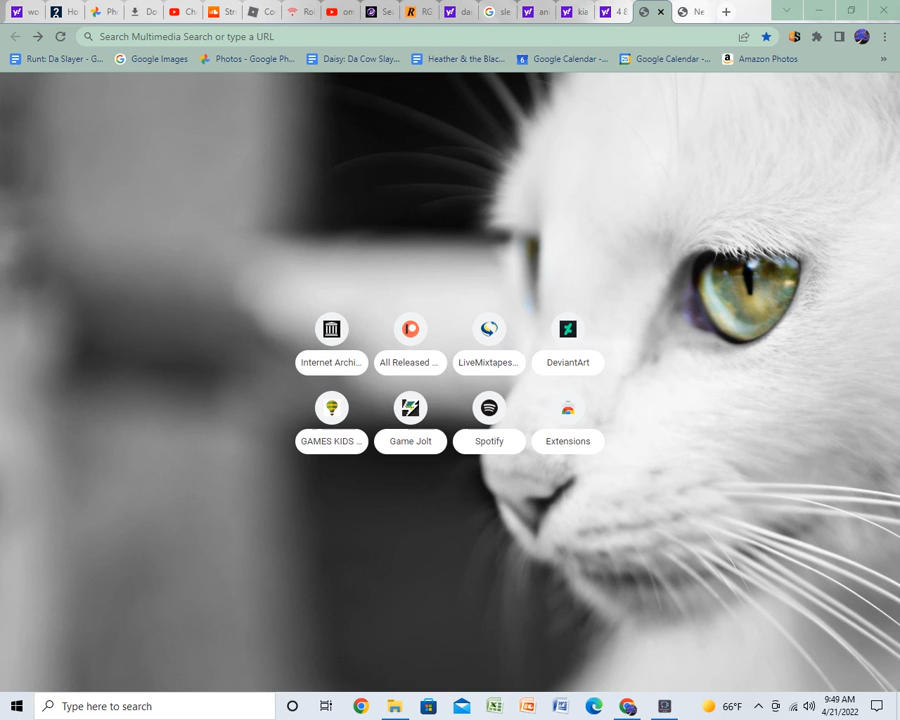 wo Ho Pho Do Ch Str Co Ro on Se RG da sle an kia 4 8 Ne
Search Multimedia Search or type a URL
Runt: Da Slayer - G... Google Images Photos - Google Ph... Daisy: Da Cow Slay... Heather & the Blac... Google Calendar -... Google Calendar -... Amazon Photos »
Internet Archi... All Released ... LiveMixtapes... DeviantArt
GAMES KIDS ... Game Jolt Spotify Extensions
Type here to search 66°F 9:49 AM
4/21/2022